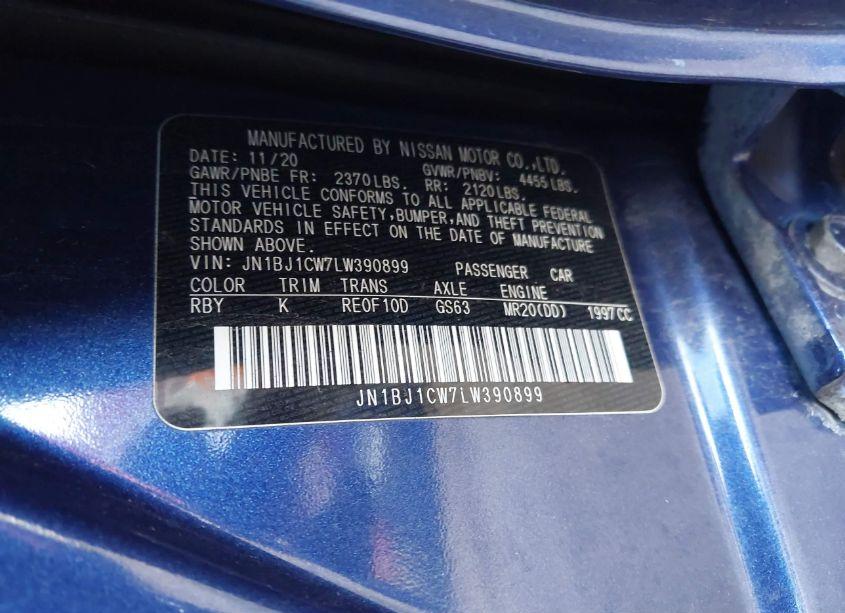 MANUFACTURED BY NISSAN MOTOR CO.,LTD.
DATE: 11/20 GVWR/PNBV: 4455 LBS.
GAWR/PNBE FR: 2370LBS. RR: 2120LBS.
THIS VEHICLE CONFORMS TO ALL APPLICABLE FEDERAL
MOTOR VEHICLE SAFETY,BUMPER,AND THEFT PREVENTION
STANDARDS IN EFFECT ON THE DATE OF MANUFACTURE
SHOWN ABOVE.
VIN: JN1BJ1CW7LW390899 PASSENGER CAR
COLOR TRIM TRANS AXLE ENGINE
RBY K RE0F10D GS63 MR20(DD) 1997CC
JN1BJ1CW7LW390899